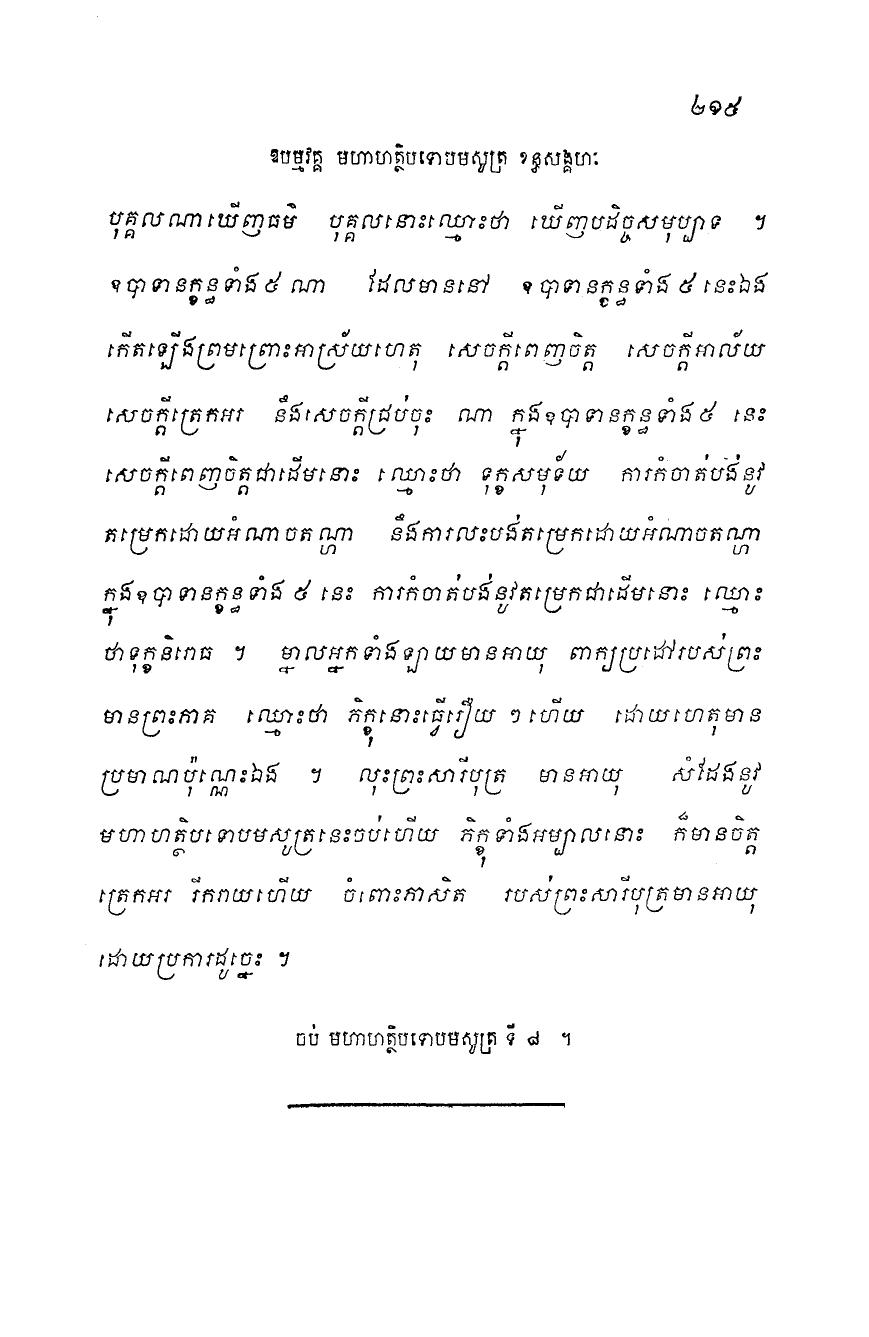 ២១៥
ឱបម្មវគ្គ មហាហត្ថិបទោបមសូត្រ ខន្ធសង្គហៈ
បុគ្គលណាឃើញធម៌ បុគ្គលនោះឈ្មោះថា ឃើញបដិច្ចសមុប្បាទ ។
ឧបាទានក្ខន្ធទាំង ៥ ណា ដែលមាននៅ ឧបាទានក្ខន្ធទាំង ៥ នេះឯង
កើតឡើងព្រមព្រោះអាស្រ័យហេតុ សេចក្តីពេញចិត្ត សេចក្តីអាល័យ
សេចក្តីត្រេកអរ នឹងសេចក្តីជ្រប់ចុះ ណា ក្នុងឧបាទានក្ខន្ធទាំង ៥ នេះ
សេចក្តីពេញចិត្តជាដើមនោះ ឈ្មោះថា ទុក្ខសមុទ័យ ការកំចាត់បង់នូវ
តម្រេកដោយអំណាចតណ្ហា នឹងការលះបង់តម្រេកដោយអំណាចតណ្ហា
ក្នុងឧបាទានក្ខន្ធទាំង ៥ នេះ ការកំចាត់បង់នូវតម្រេកជាដើមនោះ ឈ្មោះ
ថាទុក្ខនិរោធ ។ ម្នាលអ្នកទាំងឡាយមានអាយុ ពាក្យប្រដៅរបស់ព្រះ
មានព្រះភាគ ឈ្មោះថា ភិក្ខុនោះធ្វើរឿយ ៗ ហើយ ដោយហេតុមាន
ប្រមាណប៉ុណ្ណេះឯង ។ លុះព្រះសារីបុត្រ មានអាយុ សំដែងនូវ
មហាហត្ថិបទោបមសូត្រនេះចប់ហើយ ភិក្ខុទាំងអម្បាលនោះ ក៏មានចិត្ត
ត្រេកអរ រីករាយហើយ ចំពោះភាសិត របស់ព្រះសារីបុត្រមានអាយុ
ដោយប្រការដូច្នេះ ។
ចប់ មហាហត្ថិបទោបមសូត្រ ទី ៨ ។